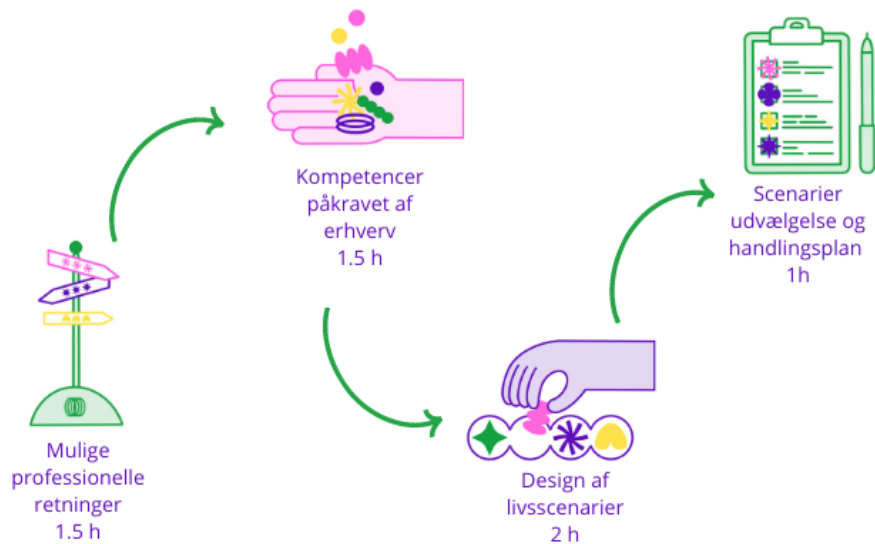 Mulige
professionelle
retninger
1.5 h
Kompetencer
påkravet af
erhverv
1.5 h
Design af
livsscenarier
2 h
Scenarier
udvælgelse og
handlingsplan
1h